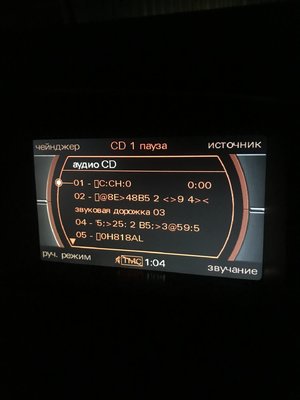 чейнджер CD 1 пауза источник
аудио CD
01 - ▯C:CH:0 0:00
02 - ▯@8E>48B5 2 <>9 4><
звуковая дорожка 03
04 - '5;>25: 2 B5;>3@59:5
05 - ▯0H818AL
руч. режим TMC 1:04 звучание